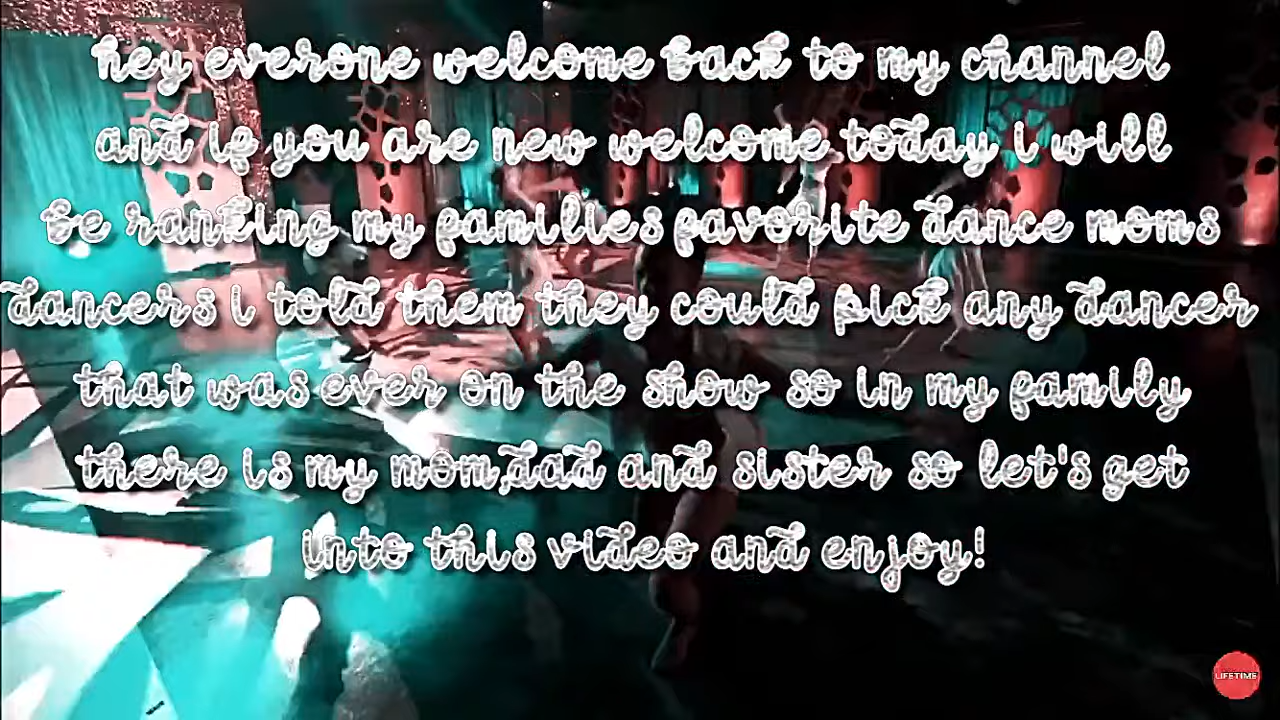 hey everone welcome back to my channel
and if you are new welcome today i will
be ranking my families favorite dance moms
dancers i told them they could pick any dancer
that was ever on the show so in my family
there is my mom,dad and sister so let's get
into this video and enjoy!
LIFETIME